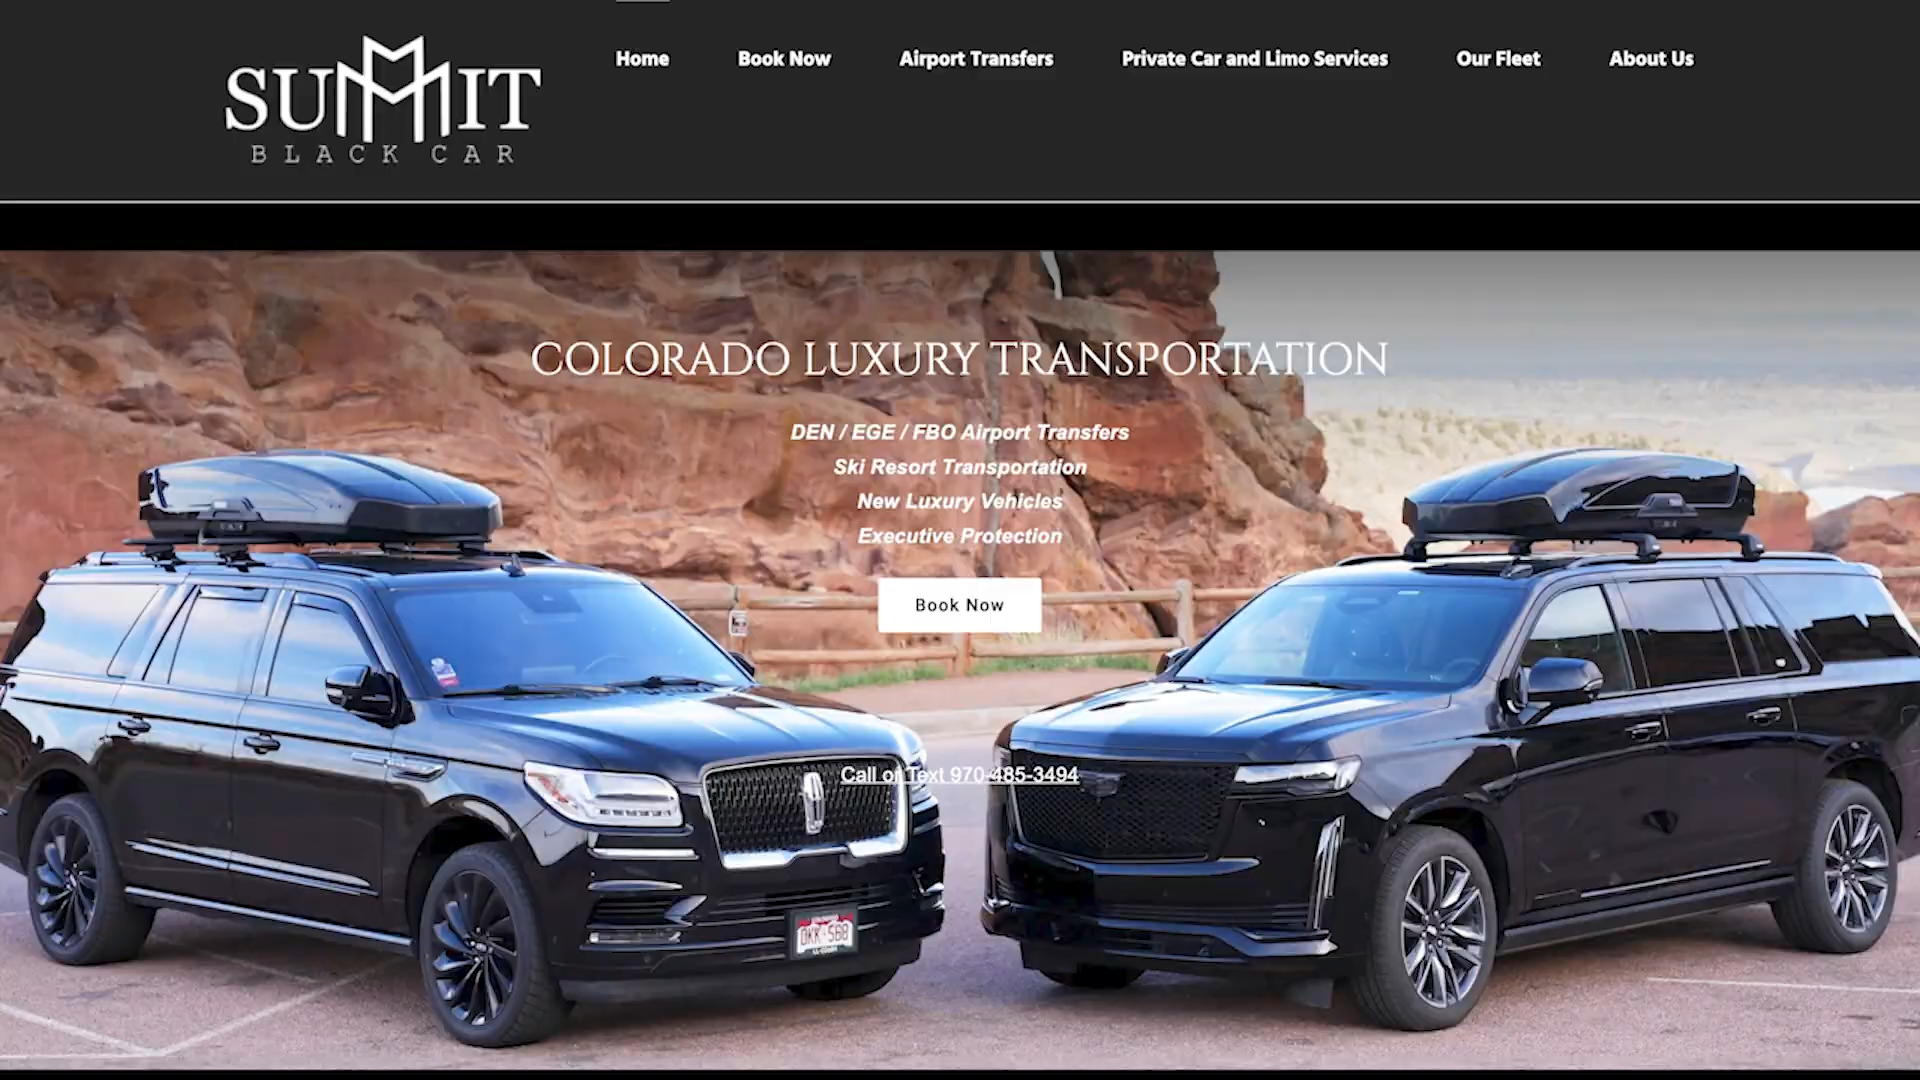 SUMMIT
BLACK CAR
Home
Book Now
Airport Transfers
Private Car and Limo Services
Our Fleet
About Us
COLORADO LUXURY TRANSPORTATION
DEN / EGE / FBO Airport Transfers
Ski Resort Transportation
New Luxury Vehicles
Executive Protection
Book Now
Call or Text 970-485-3494